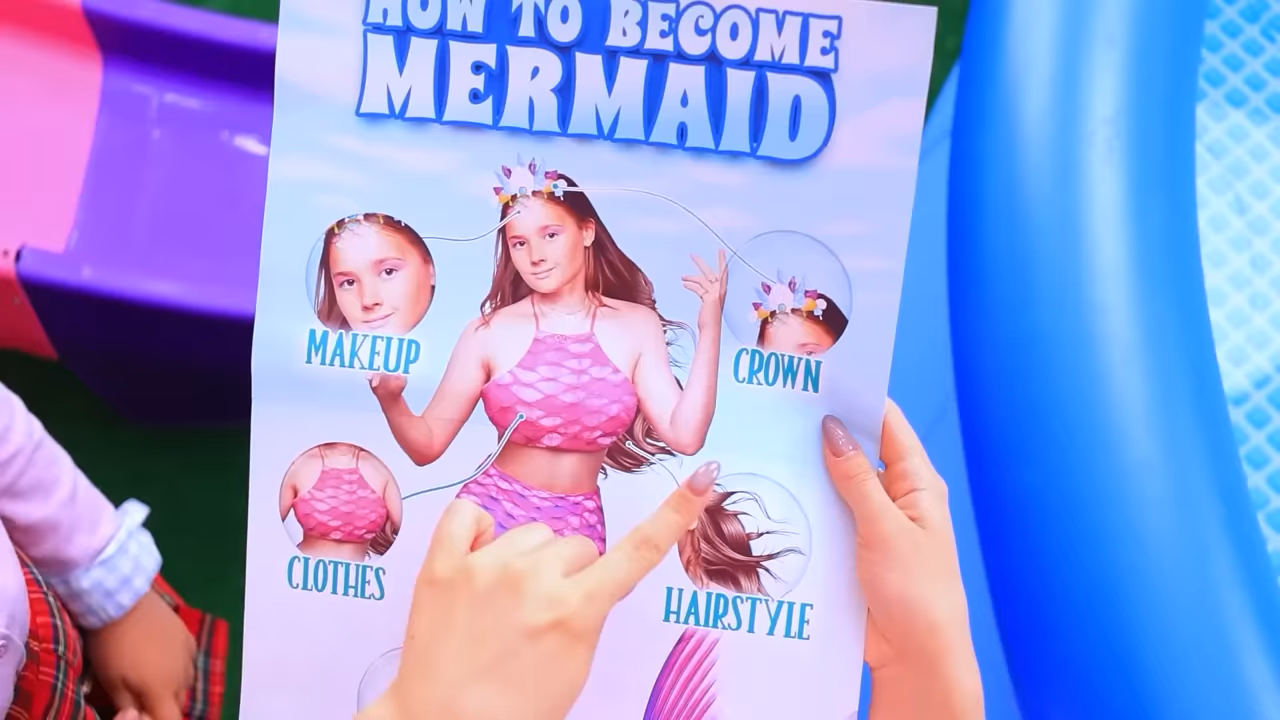 HOW TO BECOME
MERMAID
MAKEUP
CROWN
CLOTHES
HAIRSTYLE